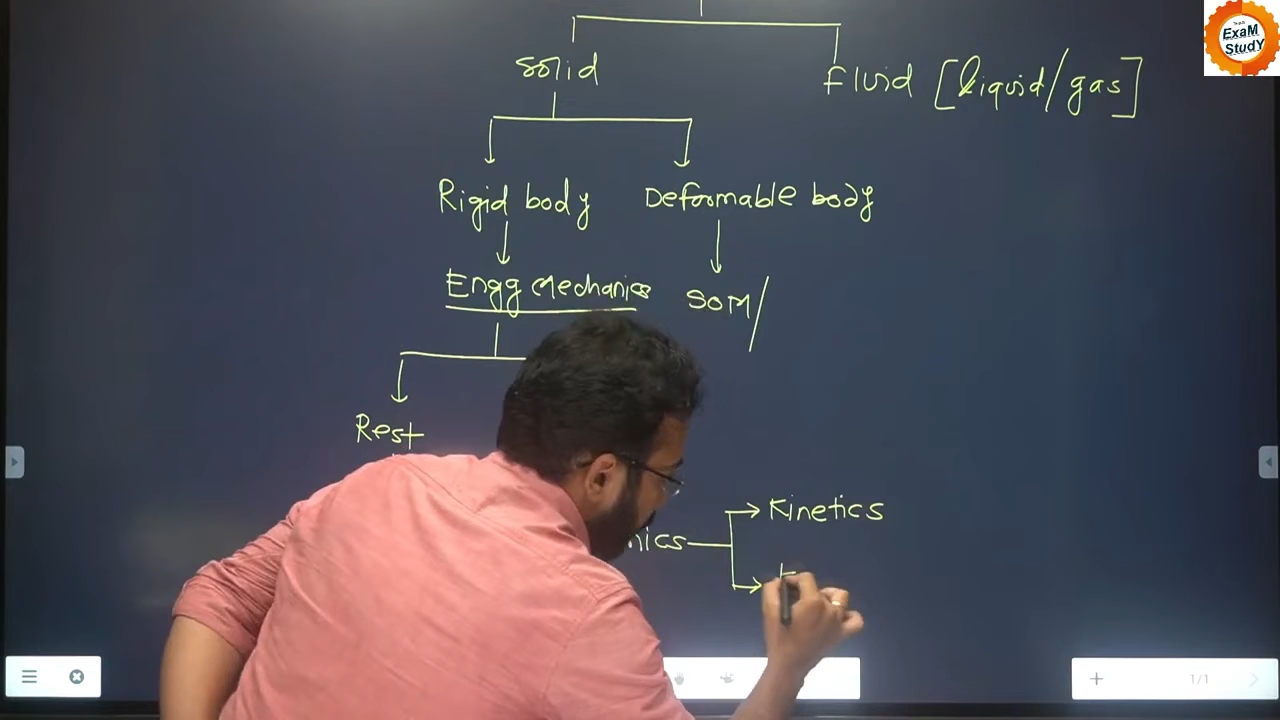 Solid
Fluid [liquid/gas]
Rigid body
Deformable body
Engg Mechanics
SOM/
Rest
Kinetics
nics
ExaM
StudY
1/1